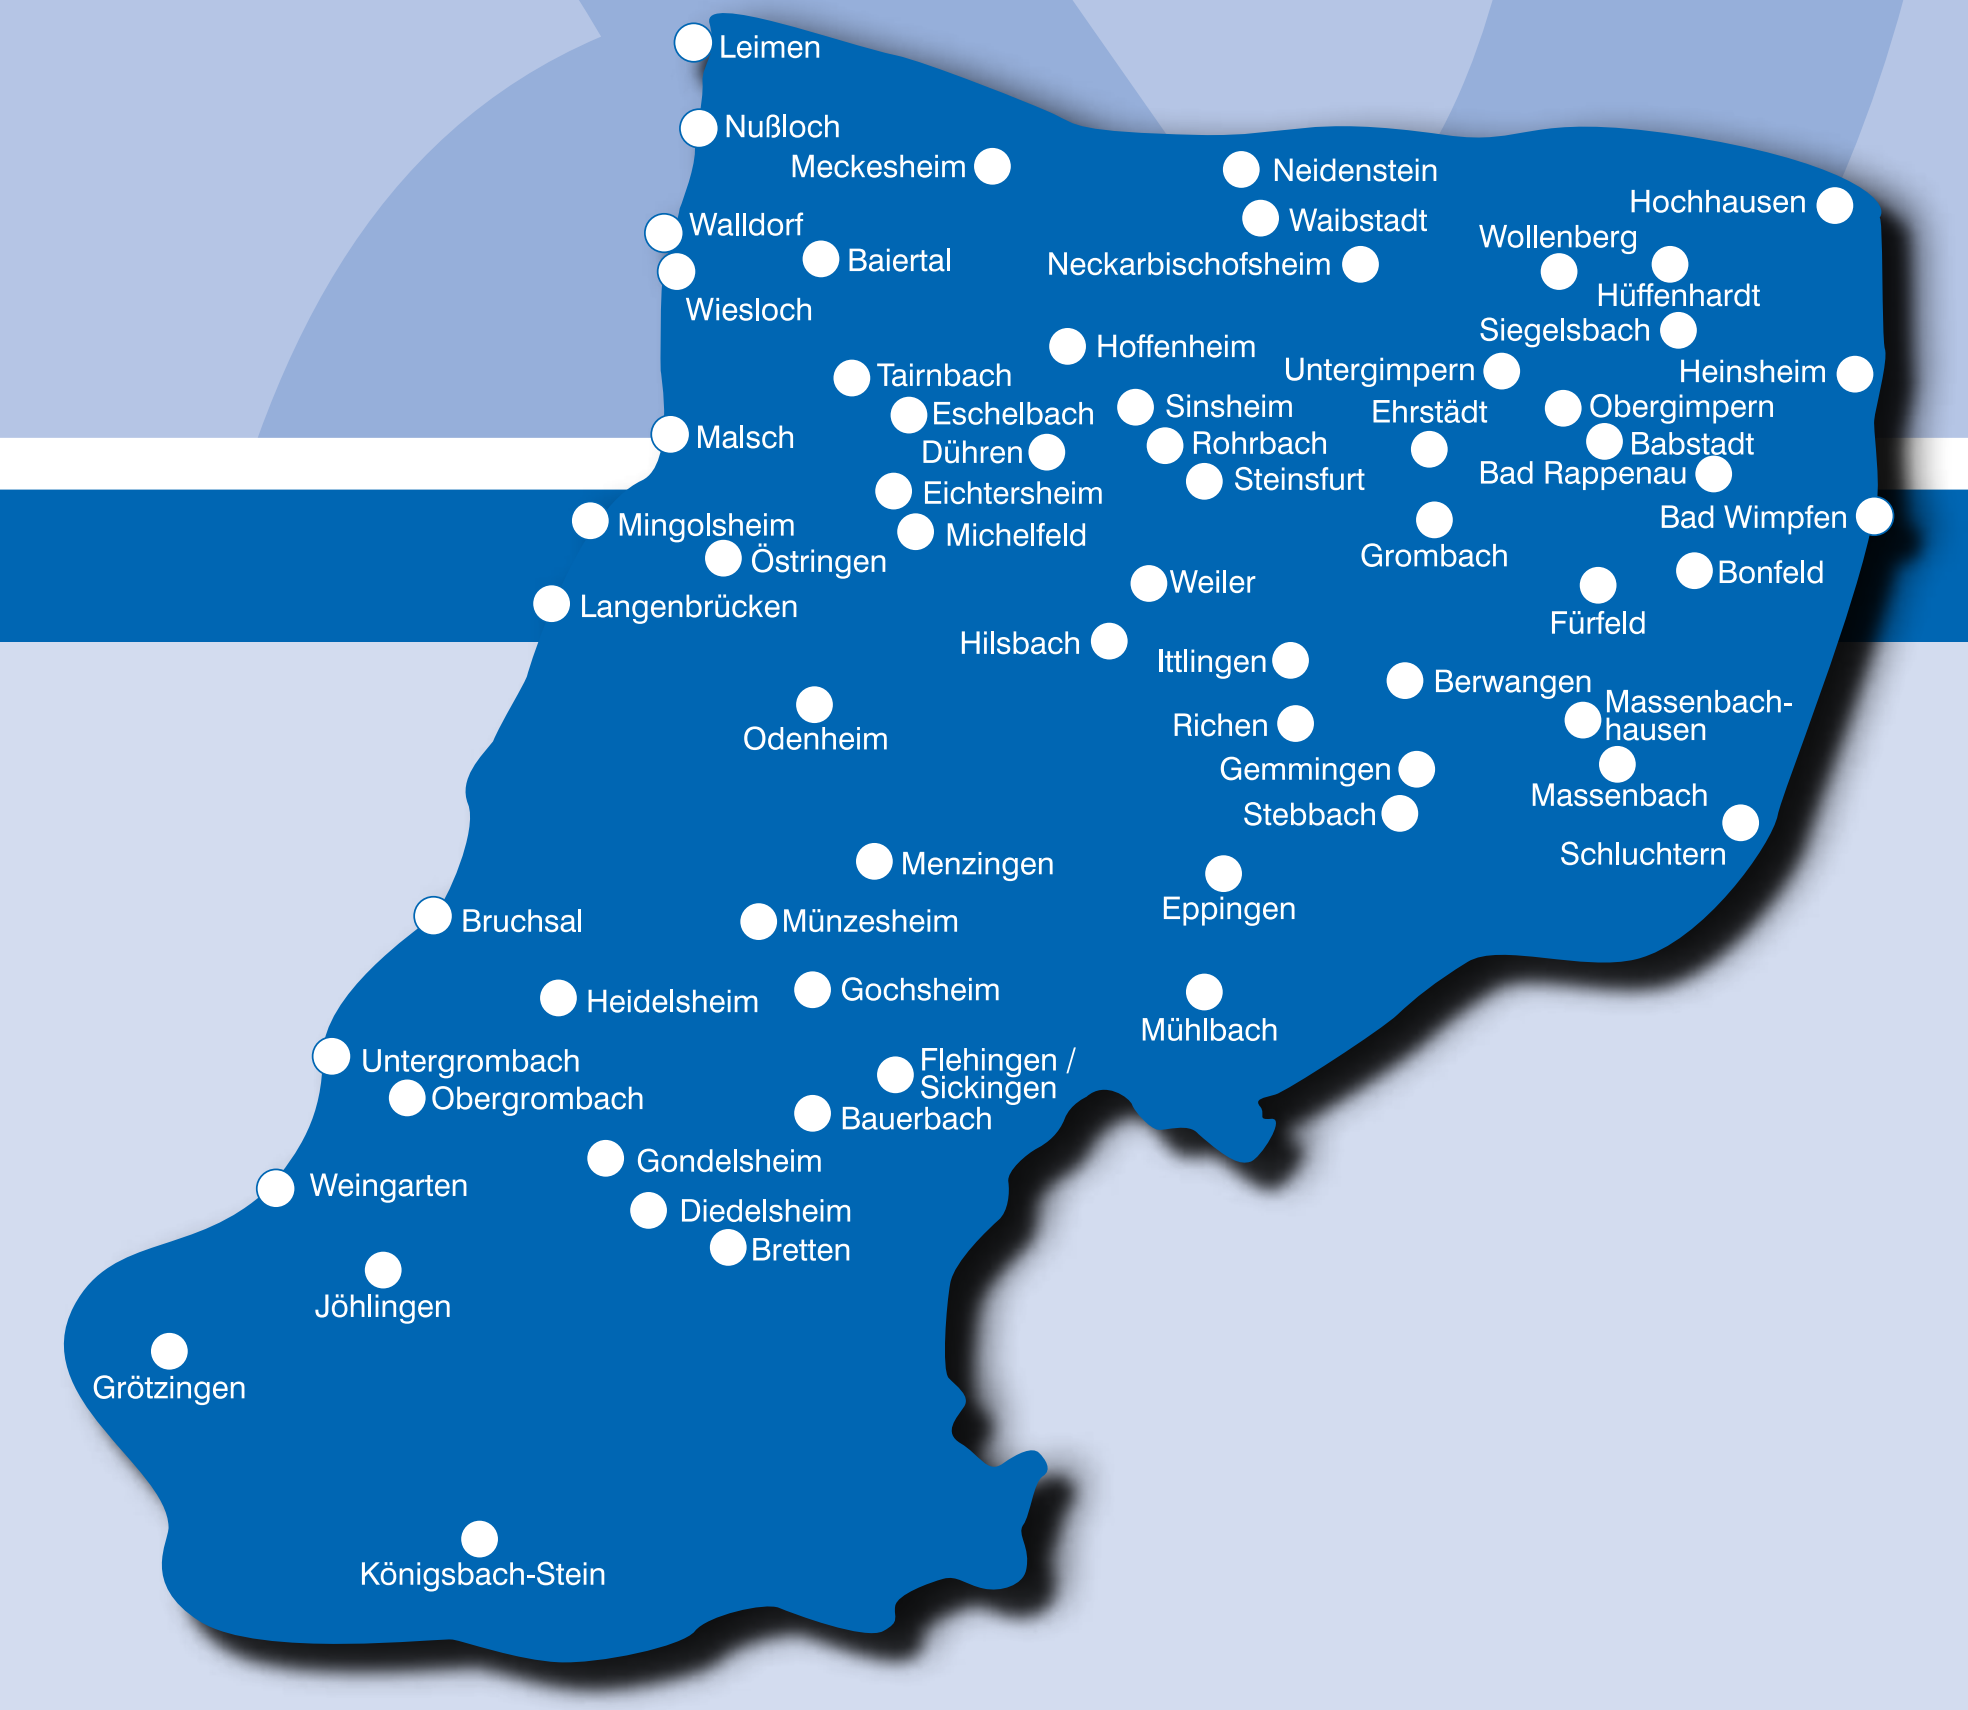 Leimen
Nußloch
Meckesheim
Neidenstein
Hochhausen
Waibstadt
Walldorf
Wollenberg
Baiertal
Neckarbischofsheim
Hüffenhardt
Wiesloch
Siegelsbach
Hoffenheim
Untergimpern
Heinsheim
Tairnbach
Sinsheim
Obergimpern
Ehrstädt
Eschelbach
Malsch
Rohrbach
Babstadt
Dühren
Bad Rappenau
Steinsfurt
Eichtersheim
Bad Wimpfen
Mingolsheim
Michelfeld
Grombach
Östringen
Bonfeld
Weiler
Langenbrücken
Fürfeld
Hilsbach
Ittlingen
Berwangen
Massenbach-
hausen
Richen
Odenheim
Gemmingen
Massenbach
Stebbach
Schluchtern
Menzingen
Eppingen
Bruchsal
Münzesheim
Gochsheim
Heidelsheim
Mühlbach
Flehingen /
Sickingen
Untergrombach
Obergrombach
Bauerbach
Gondelsheim
Weingarten
Diedelsheim
Bretten
Jöhlingen
Grötzingen
Königsbach-Stein